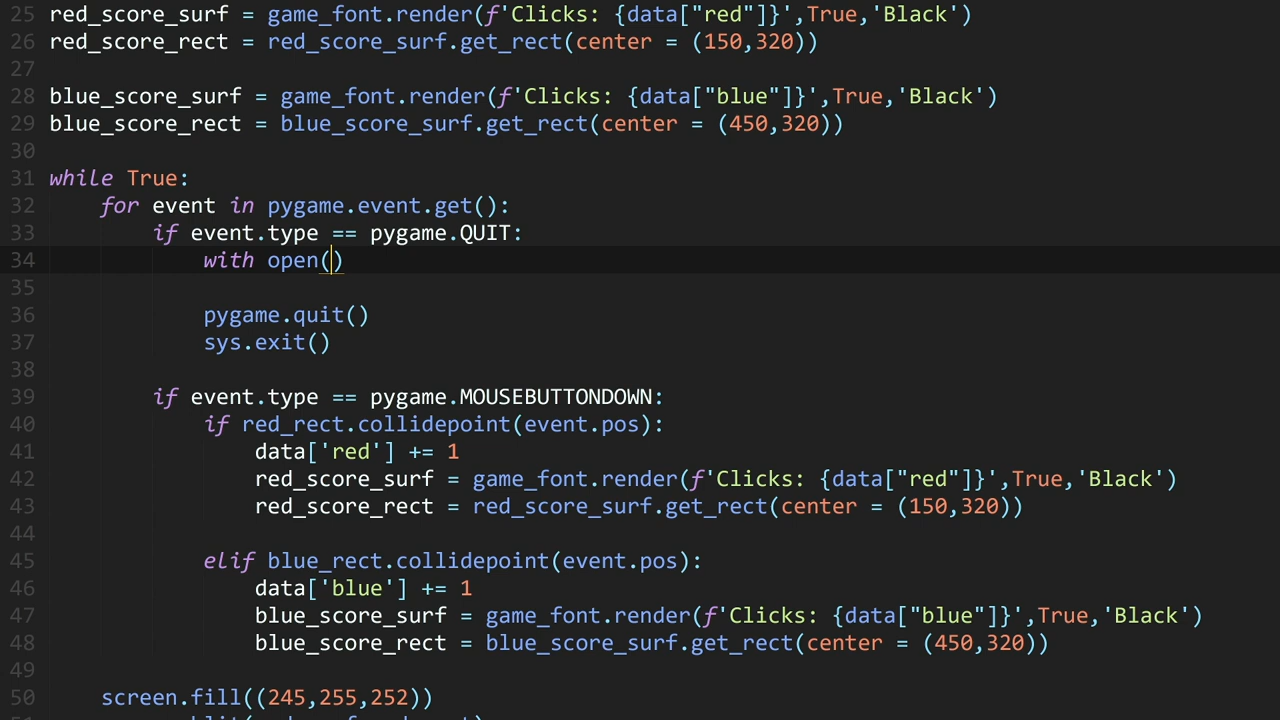 25 red_score_surf = game_font.render(f'Clicks: {data["red"]}',True,'Black')
26 red_score_rect = red_score_surf.get_rect(center = (150,320))
27
28 blue_score_surf = game_font.render(f'Clicks: {data["blue"]}',True,'Black')
29 blue_score_rect = blue_score_surf.get_rect(center = (450,320))
30
31 while True:
32     for event in pygame.event.get():
33         if event.type == pygame.QUIT:
34             with open()
35
36             pygame.quit()
37             sys.exit()
38
39         if event.type == pygame.MOUSEBUTTONDOWN:
40             if red_rect.collidepoint(event.pos):
41                 data['red'] += 1
42                 red_score_surf = game_font.render(f'Clicks: {data["red"]}',True,'Black')
43                 red_score_rect = red_score_surf.get_rect(center = (150,320))
44
45             elif blue_rect.collidepoint(event.pos):
46                 data['blue'] += 1
47                 blue_score_surf = game_font.render(f'Clicks: {data["blue"]}',True,'Black')
48                 blue_score_rect = blue_score_surf.get_rect(center = (450,320))
49
50     screen.fill((245,255,252))